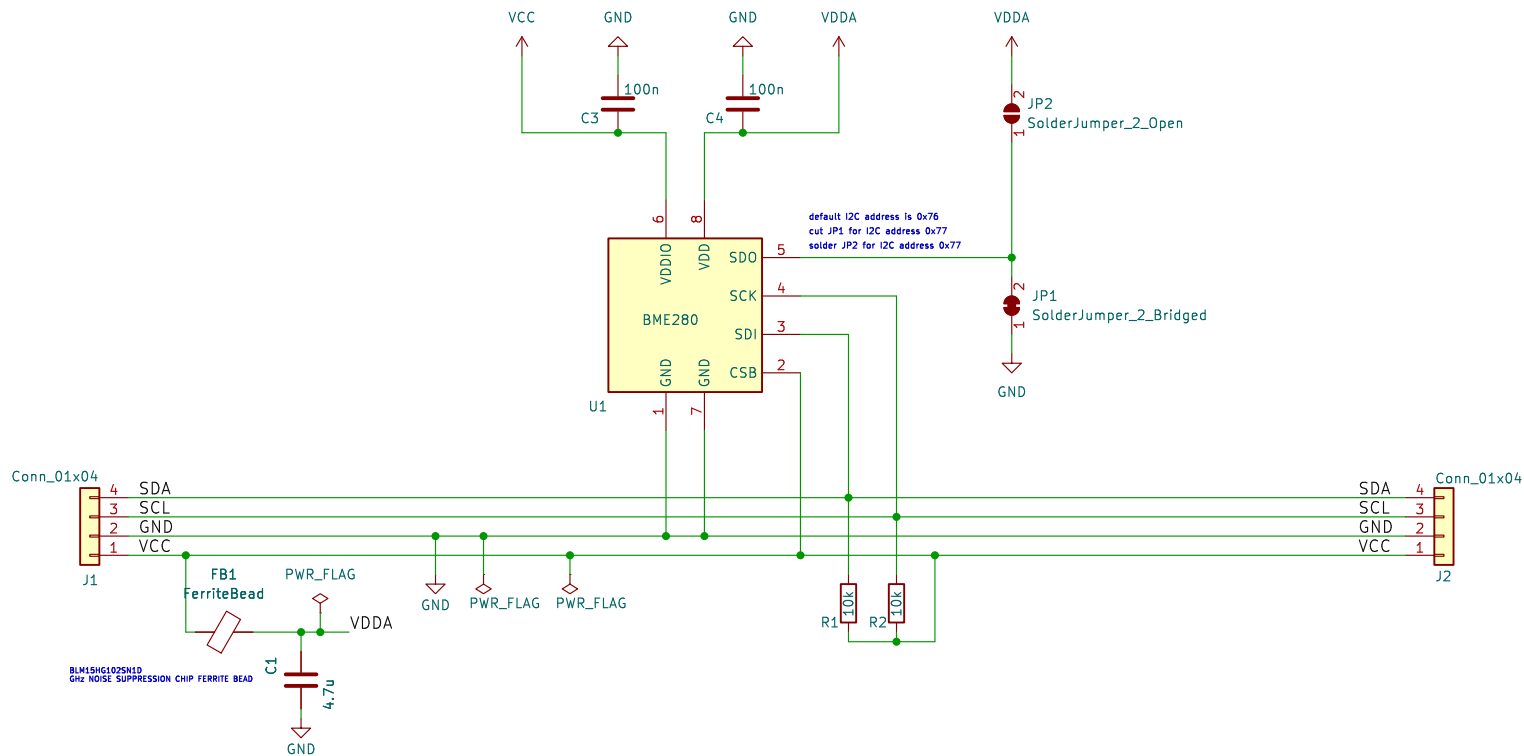 VCC
GND
GND
VDDA
VDDA
100n
C3
100n
C4
2
JP2
SolderJumper_2_Open
1
default I2C address is 0x76
cut JP1 for I2C address 0x77
solder JP2 for I2C address 0x77
6
8
VDDIO
VDD
SDO
5
SCK
4
BME280
SDI
3
GND
GND
CSB
2
U1
1
7
2
JP1
SolderJumper_2_Bridged
1
GND
Conn_01x04
4
SDA
3
SCL
2
GND
1
VCC
J1
Conn_01x04
SDA
4
SCL
3
GND
2
VCC
1
J2
FB1
FerriteBead
PWR_FLAG
GND
PWR_FLAG
PWR_FLAG
VDDA
10k
R1
10k
R2
BLM15HG102SN1D
GHz NOISE SUPPRESSION CHIP FERRITE BEAD
C1
4.7u
GND